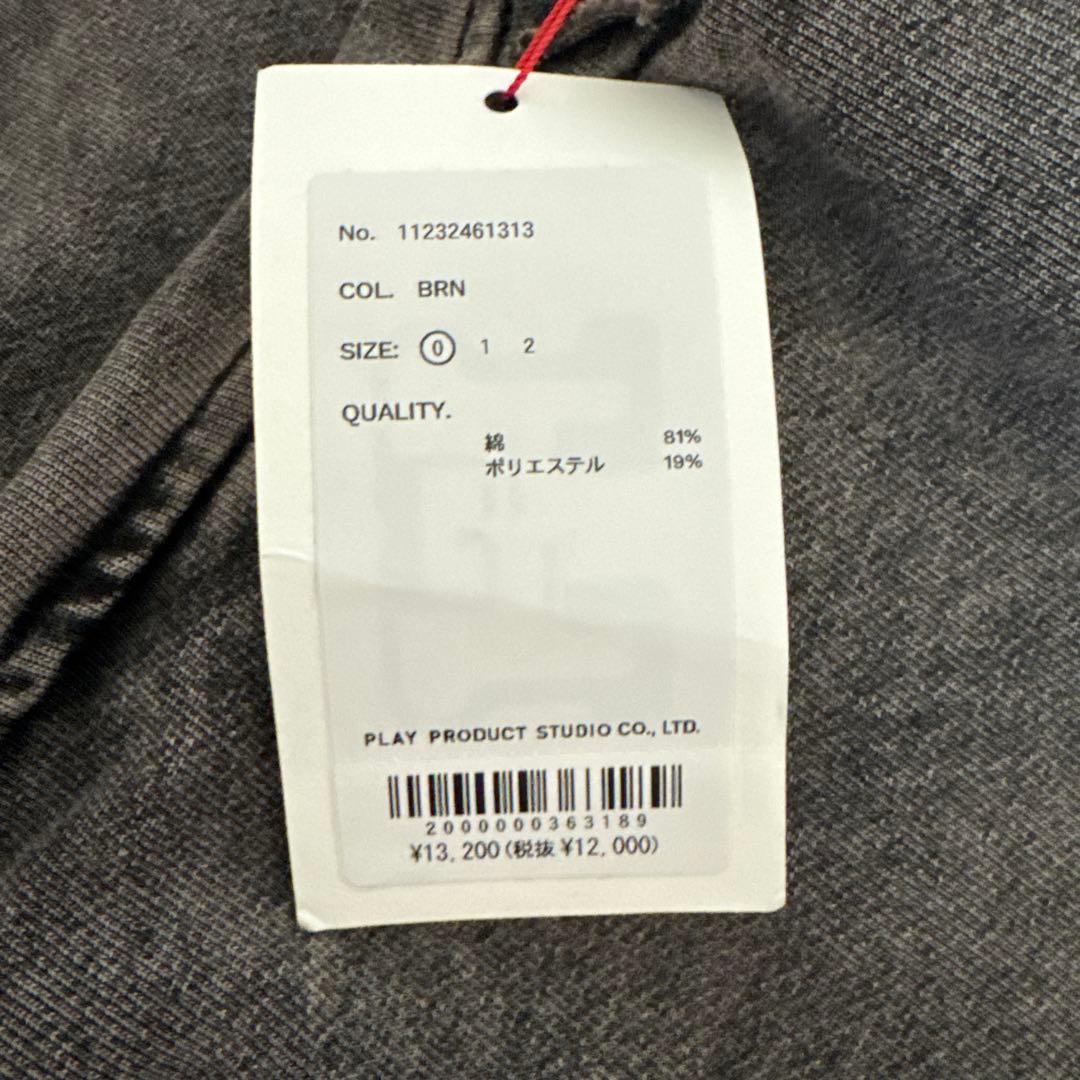 No. 11232461313
COL. BRN
SIZE: 0 1 2
QUALITY.
綿 81%
ポリエステル 19%
PLAY PRODUCT STUDIO CO., LTD.
2000000363189
¥13,200(税抜 ¥12,000)